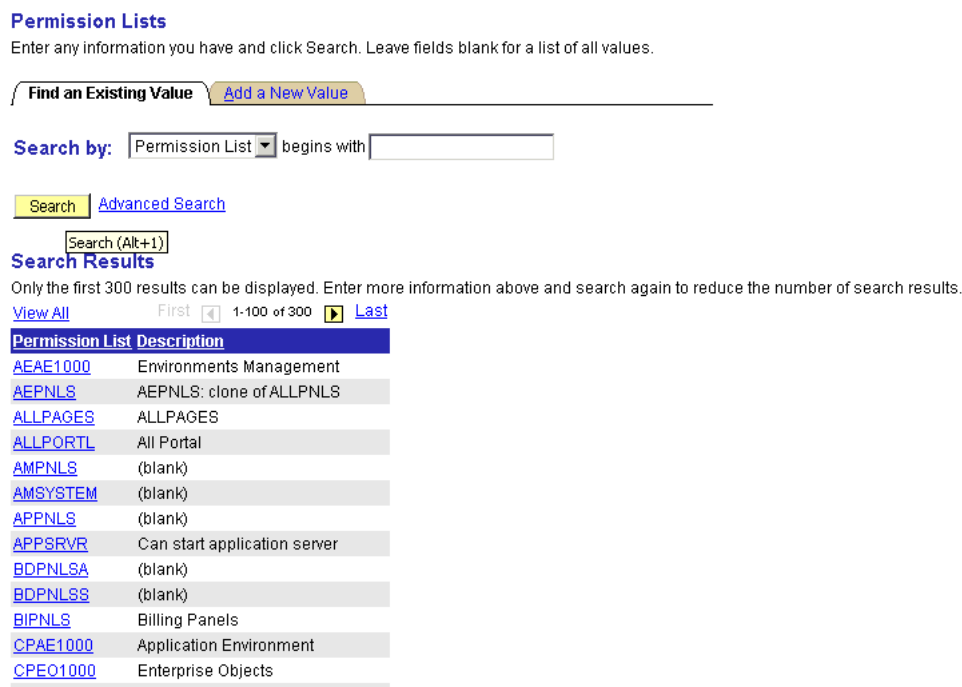 Permission Lists
Enter any information you have and click Search. Leave fields blank for a list of all values.
Find an Existing Value Add a New Value
Search by: Permission List begins with
Search Advanced Search
Search (Alt+1)
Search Results
Only the first 300 results can be displayed. Enter more information above and search again to reduce the number of search results.
View All First 1-100 of 300 Last
Permission List Description
AEAE1000 Environments Management
AEPNLS AEPNLS: clone of ALLPNLS
ALLPAGES ALLPAGES
ALLPORTL All Portal
AMPNLS (blank)
AMSYSTEM (blank)
APPNLS (blank)
APPSRVR Can start application server
BDPNLSA (blank)
BDPNLSS (blank)
BIPNLS Billing Panels
CPAE1000 Application Environment
CPEO1000 Enterprise Objects